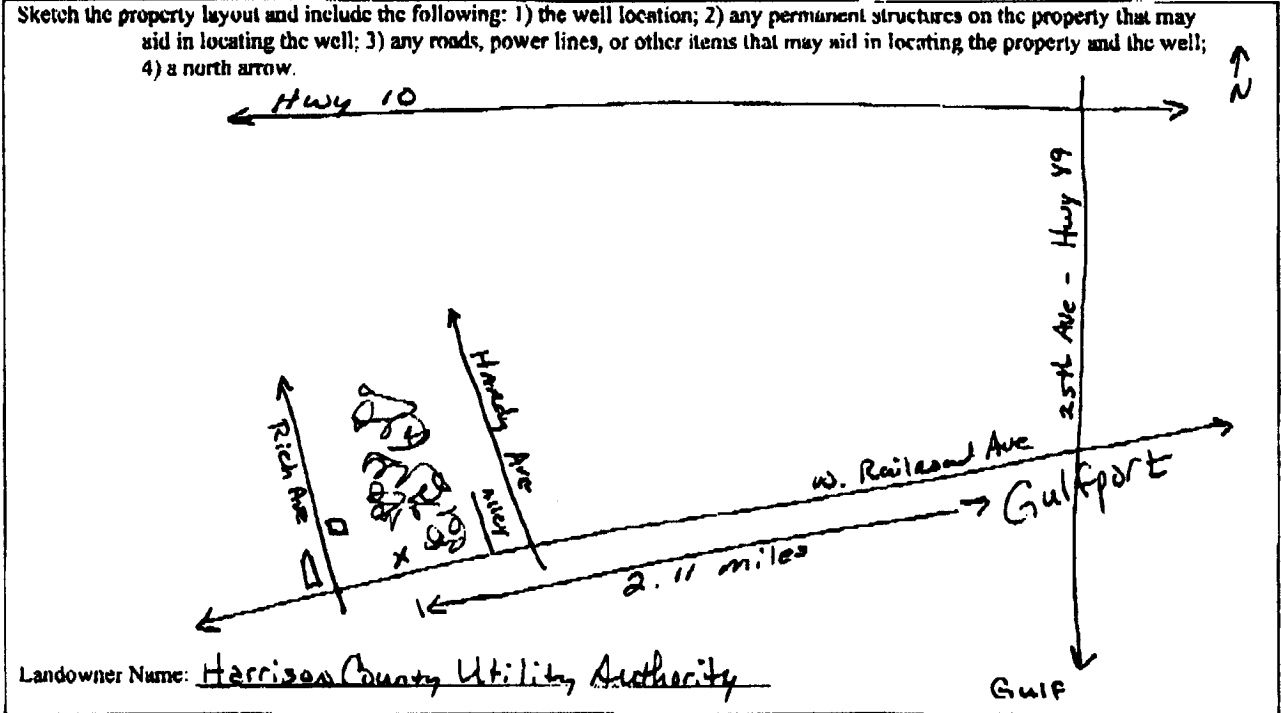 Sketch the property layout and include the following: 1) the well location; 2) any permanent structures on the property that may
aid in locating the well; 3) any roads, power lines, or other items that may aid in locating the property and the well;
4) a north arrow.
N
Hwy 10
25th Ave - Hwy 49
Hardy Ave
Rich Ave
Alley
W. Railroad Ave
Gulfport
X
2.11 miles
Landowner Name: Harrison County Utility Authority
Gulf